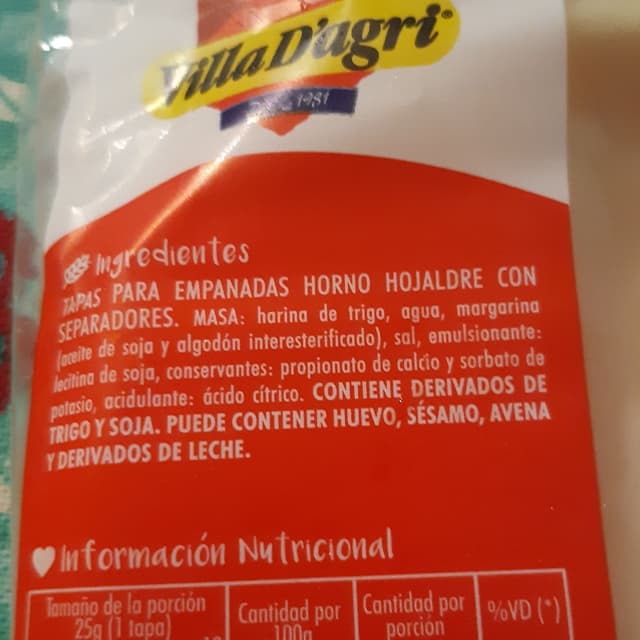 Villa D'agri®
1981
Ingredientes
TAPAS PARA EMPANADAS HORNO HOJALDRE CON
SEPARADORES. MASA: harina de trigo, agua, margarina
(aceite de soja y algodón interesterificado), sal, emulsionante:
lecitina de soja, conservantes: propionato de calcio y sorbato de
potasio, acidulante: ácido cítrico. CONTIENE DERIVADOS DE
TRIGO Y SOJA. PUEDE CONTENER HUEVO, SÉSAMO, AVENA
Y DERIVADOS DE LECHE.
Información Nutricional
Tamaño de la porción
25g (1 tapa)
Cantidad por
100g
Cantidad por
porción
%VD (*)